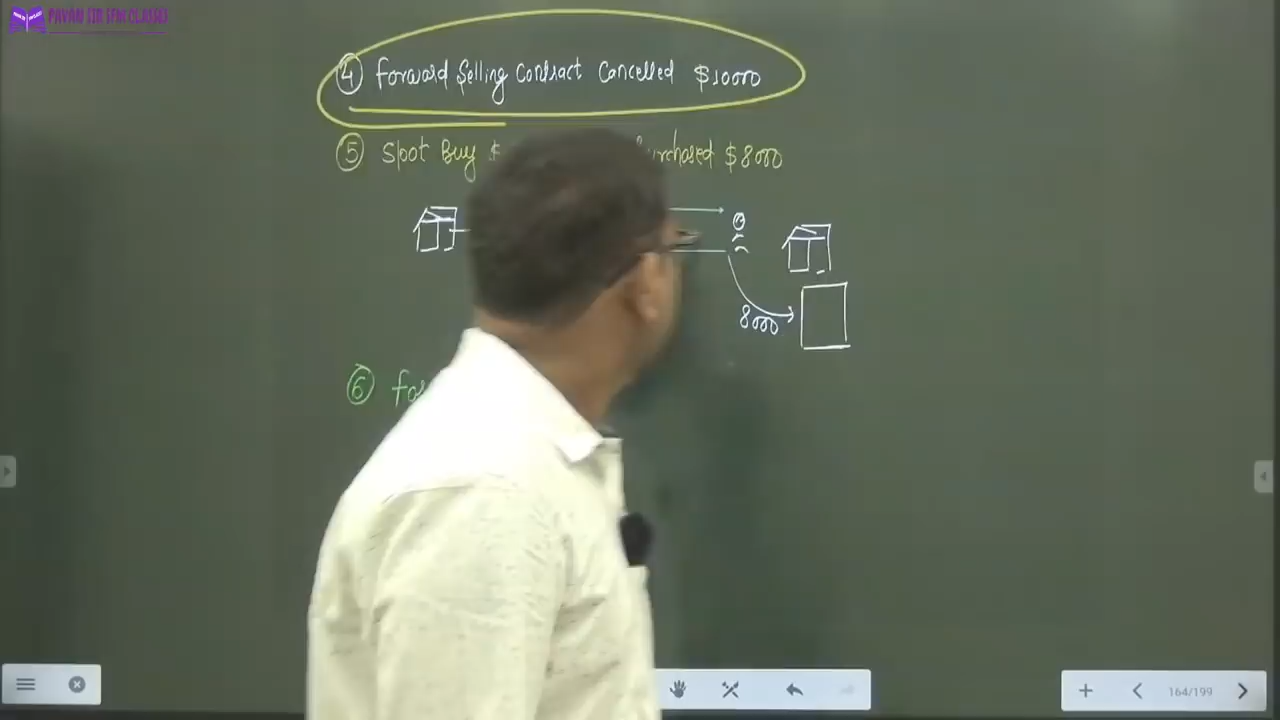 PAVAN SIR SFM CLASSES
④ Forward Selling Contract Cancelled $10000
⑤ Spot Buy $ Purchased $8000
8000
⑥
164/199